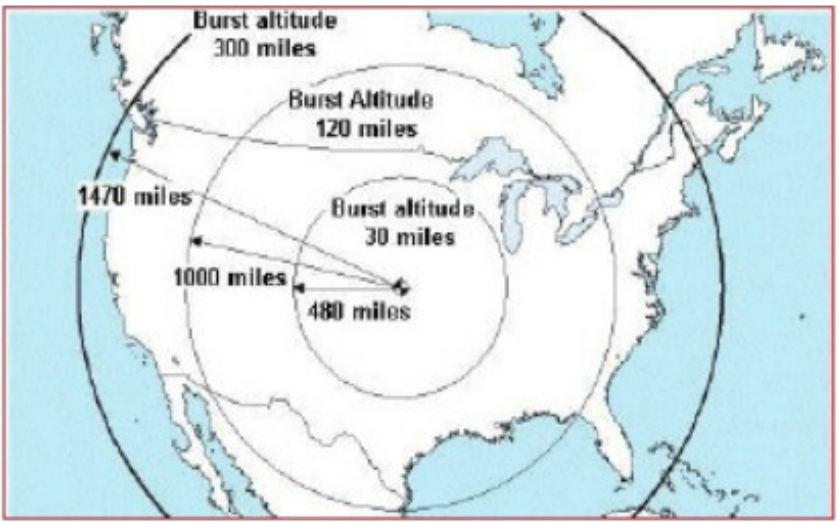 Burst altitude
300 miles
Burst Altitude
120 miles
1470 miles
Burst altitude
30 miles
1000 miles
480 miles